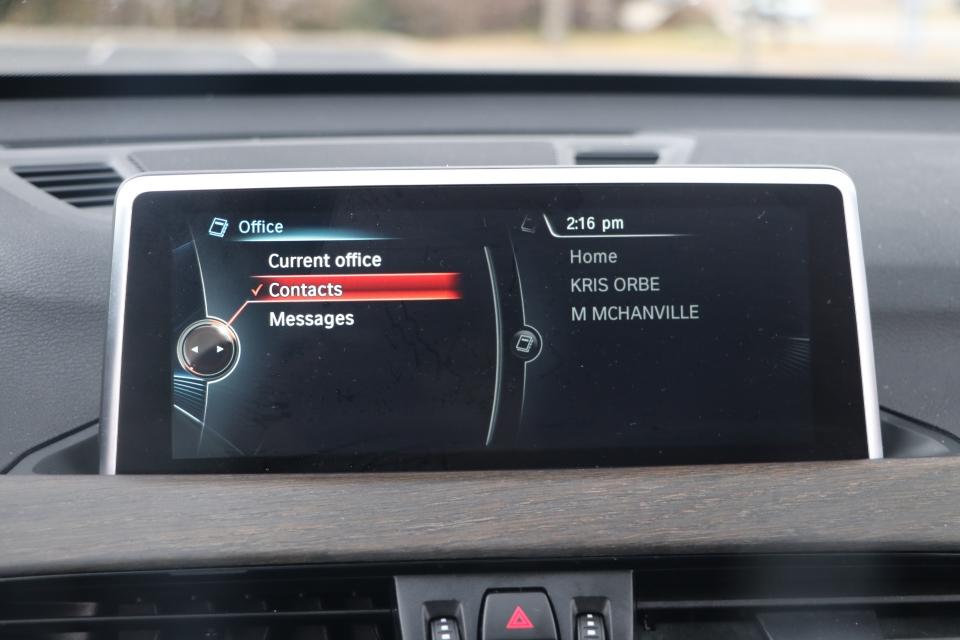 Office
Current office
✓ Contacts
Messages
2:16 pm
Home
KRIS ORBE
M MCHANVILLE